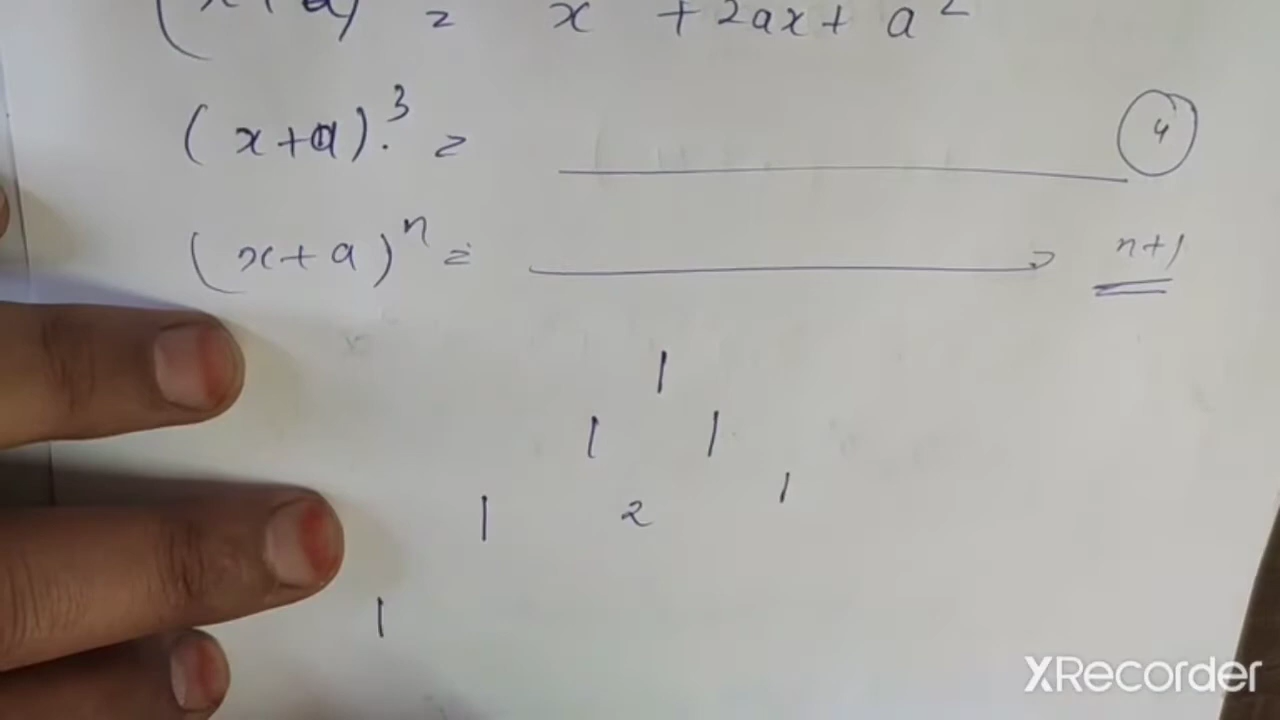 (x+a) = x + 2ax + a²
(x+a)³ = 4
(x+a)ⁿ = n+1
1
1 1
1 2 1
1
XRecorder